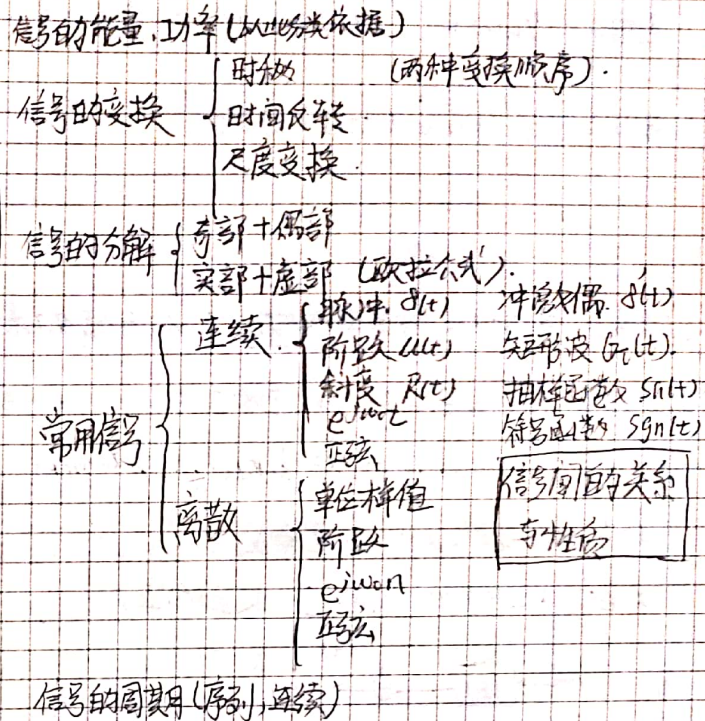 信号的能量、功率(以此分类依据)
信号的变换
时移 (两种变换顺序).
时间反转
尺度变换
信号的分解
奇部+偶部
实部+虚部 (欧拉公式).
常用信号
连续
脉冲 δ(t) 冲激偶 δ'(t)
阶跃 u(t) 矩形波 Gτ(t).
斜变 R(t) 抽样函数 Sa(t)
e^jω₀t 符号函数 Sgn(t)
正弦
离散
单位样值
阶跃
e^jω₀n
正弦
信号间的关系
与性质
信号的周期(序列,连续)